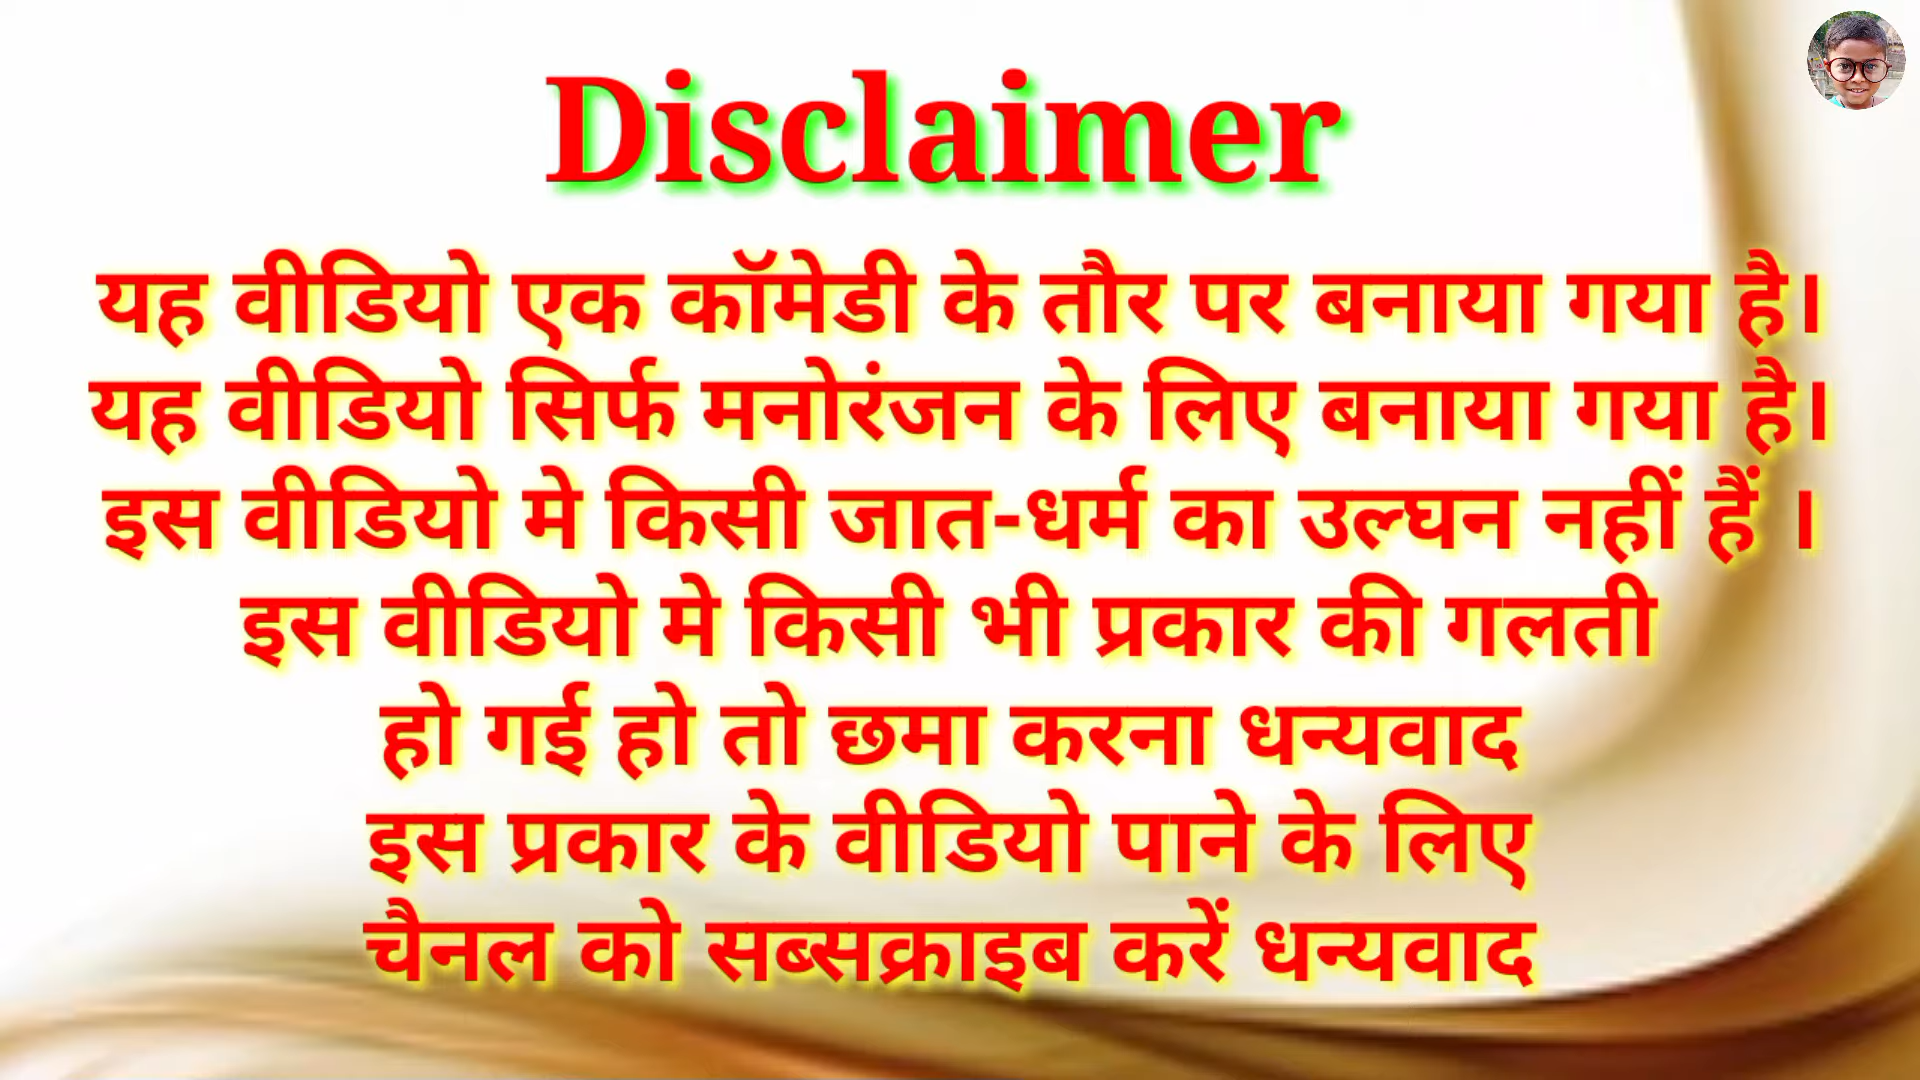 Disclaimer
यह वीडियो एक कॉमेडी के तौर पर बनाया गया है।
यह वीडियो सिर्फ मनोरंजन के लिए बनाया गया है।
इस वीडियो मे किसी जात-धर्म का उल्घन नहीं हैं ।
इस वीडियो मे किसी भी प्रकार की गलती
हो गई हो तो छमा करना धन्यवाद
इस प्रकार के वीडियो पाने के लिए
चैनल को सब्सक्राइब करें धन्यवाद